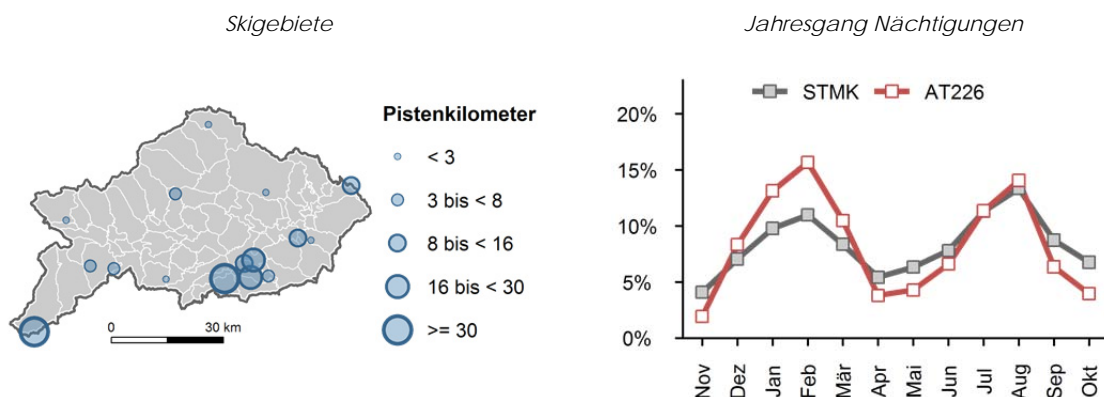 Skigebiete
Pistenkilometer
< 3
3 bis < 8
8 bis < 16
16 bis < 30
>= 30
0 30 km
Jahresgang Nächtigungen
STMK AT226
20%
15%
10%
5%
0%
Nov Dez Jan Feb Mär Apr Mai Jun Jul Aug Sep Okt